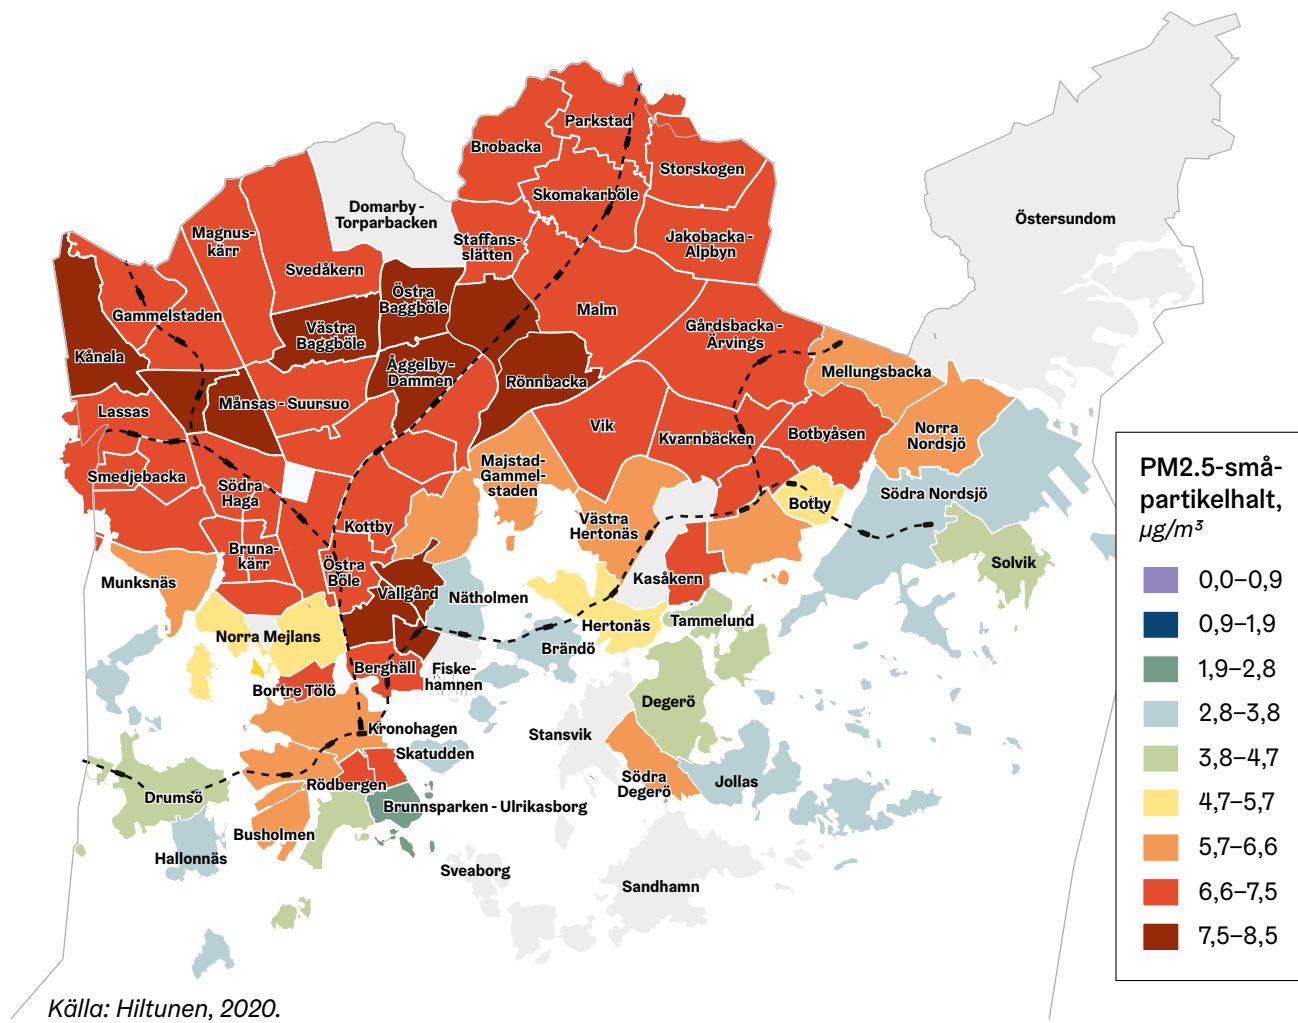 Parkstad
Brobacka
Storskogen
Skomakarböle
Domarby-
Torparbacken
Östersundom
Magnus-
kärr
Staffans-
slätten
Jakobacka-
Alpbyn
Svedåkern
Östra
Baggböle
Gammelstaden
Malm
Västra
Baggböle
Gårdsbacka-
Ärvings
Kånala
Åggelby-
Dammen
Rönnbacka
Mellungsbacka
Lassas
Månsas - Suursuo
Vik
Kvarnbäcken
Botbyåsen
Norra
Nordsjö
Smedjebacka
Södra
Haga
Majstad-
Gammel-
staden
Södra Nordsjö
Botby
Kottby
Västra
Hertonäs
Bruna-
kärr
Östra
Böle
Munksnäs
Vallgård
Nätholmen
Kasåkern
Solvik
Norra Mejlans
Hertonäs
Tammelund
Brändö
Berghäll
Fiske-
hamnen
Bortre Tölö
Degerö
Kronohagen
Stansvik
Skatudden
Rödbergen
Södra
Degerö
Jollas
Drumsö
Brunnsparken - Ulrikasborg
Busholmen
Hallonnäs
Sveaborg
Sandhamn
PM2.5-små-
partikelhalt,
µg/m³
0,0–0,9
0,9–1,9
1,9–2,8
2,8–3,8
3,8–4,7
4,7–5,7
5,7–6,6
6,6–7,5
7,5–8,5
Källa: Hiltunen, 2020.